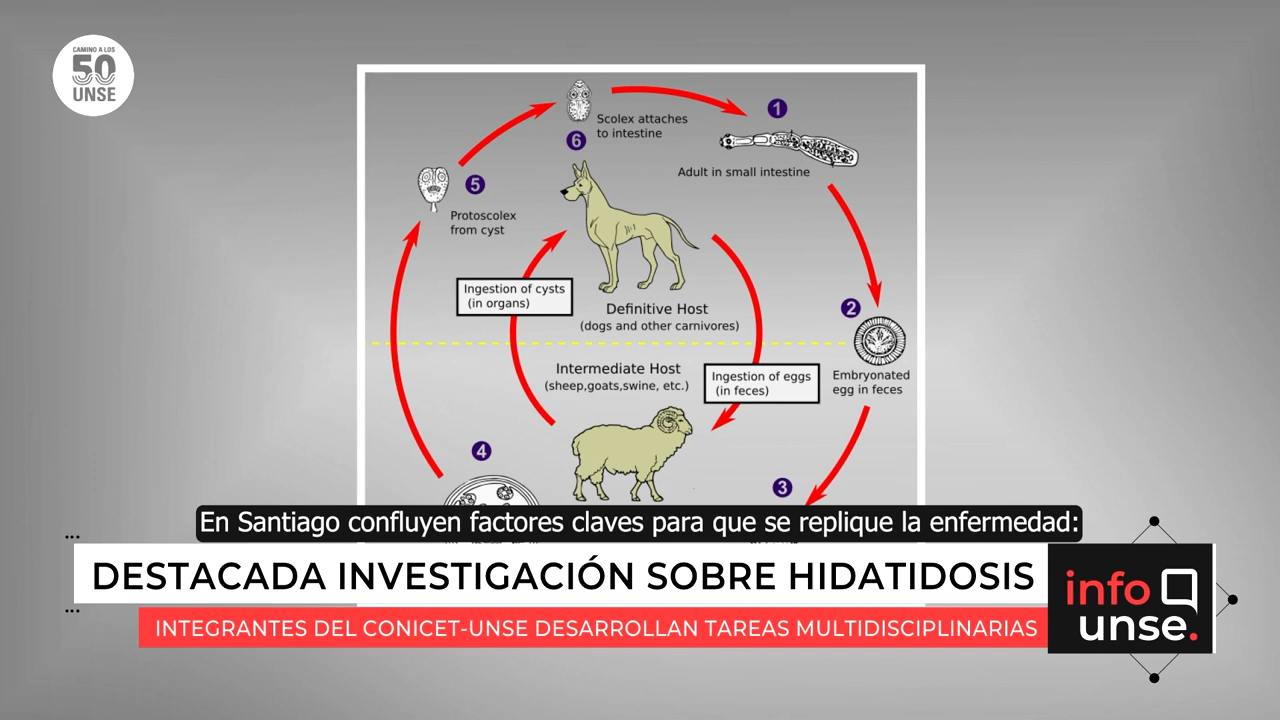 CAMINO A LOS
50
UNSE
6
Scolex attaches
to intestine
1
Adult in small intestine
5
Protoscolex
from cyst
Ingestion of cysts
(in organs)
Definitive Host
(dogs and other carnivores)
2
Embryonated
egg in feces
Intermediate Host
(sheep,goats,swine, etc.)
Ingestion of eggs
(in feces)
4
3
En Santiago confluyen factores claves para que se replique la enfermedad:
DESTACADA INVESTIGACIÓN SOBRE HIDATIDOSIS
INTEGRANTES DEL CONICET-UNSE DESARROLLAN TAREAS MULTIDISCIPLINARIAS
info
unse.